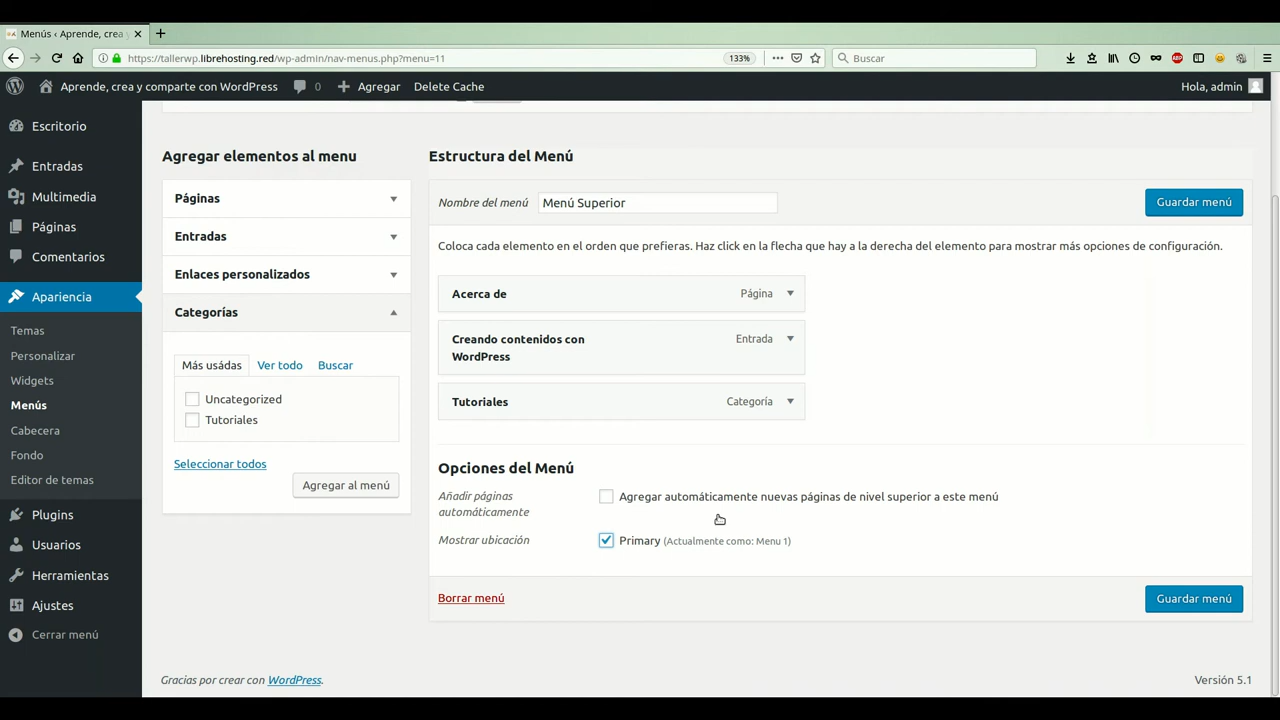 Menús ‹ Aprende, crea y
https://tallerwp.librehosting.red/wp-admin/nav-menus.php?menu=11
133%
Buscar
Aprende, crea y comparte con WordPress
0
Agregar
Delete Cache
Hola, admin
Escritorio
Entradas
Multimedia
Páginas
Comentarios
Apariencia
Temas
Personalizar
Widgets
Menús
Cabecera
Fondo
Editor de temas
Plugins
Usuarios
Herramientas
Ajustes
Cerrar menú
Agregar elementos al menu
Páginas
Entradas
Enlaces personalizados
Categorías
Más usádas
Ver todo
Buscar
Uncategorized
Tutoriales
Seleccionar todos
Agregar al menú
Estructura del Menú
Nombre del menú
Menú Superior
Guardar menú
Coloca cada elemento en el orden que prefieras. Haz click en la flecha que hay a la derecha del elemento para mostrar más opciones de configuración.
Acerca de
Página
Creando contenidos con
WordPress
Entrada
Tutoriales
Categoría
Opciones del Menú
Añadir páginas
automáticamente
Agregar automáticamente nuevas páginas de nivel superior a este menú
Mostrar ubicación
Primary (Actualmente como: Menu 1)
Borrar menú
Guardar menú
Gracias por crear con WordPress.
Versión 5.1